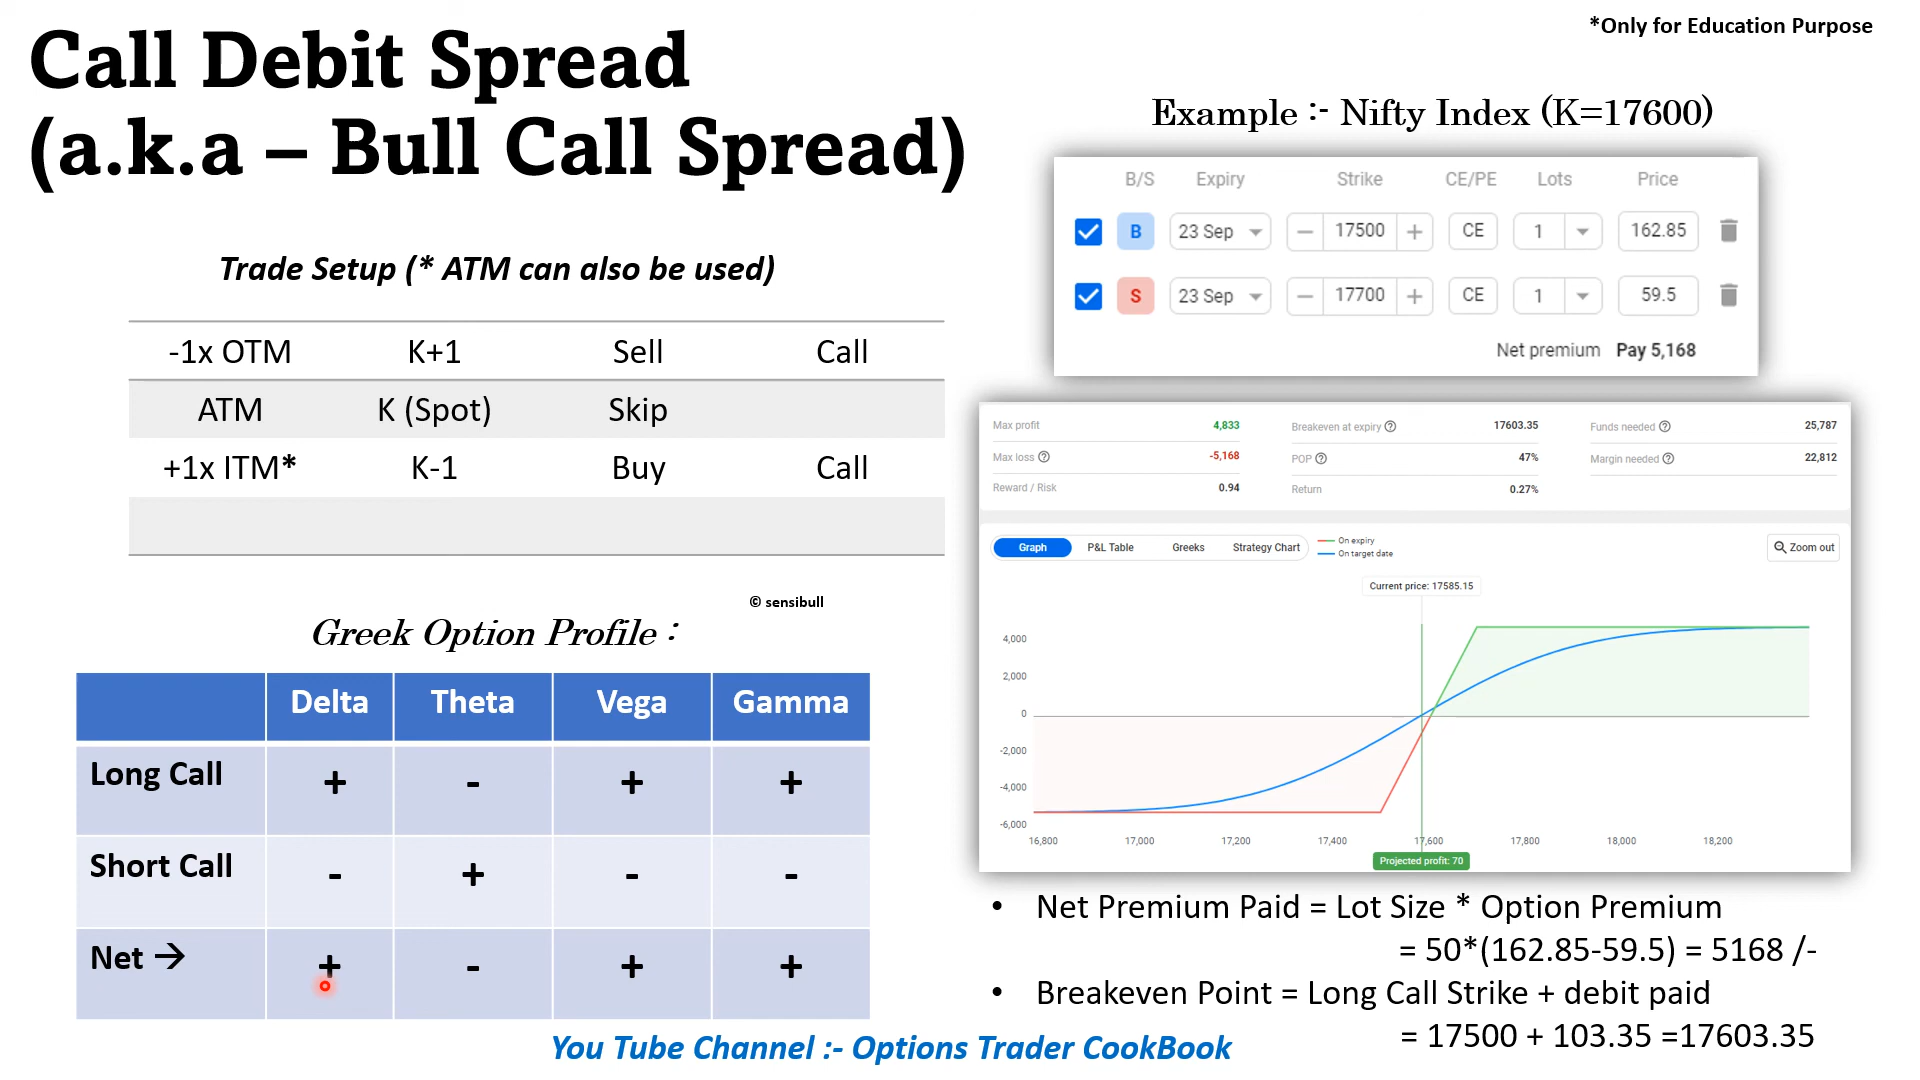 *Only for Education Purpose
Call Debit Spread
(a.k.a – Bull Call Spread)
Trade Setup (* ATM can also be used)
-1x OTM K+1 Sell Call
ATM K (Spot) Skip
+1x ITM* K-1 Buy Call
© sensibull
Greek Option Profile :
Delta Theta Vega Gamma
Long Call + - + +
Short Call - + - -
Net → + - + +
Example :- Nifty Index (K=17600)
B/S Expiry Strike CE/PE Lots Price
B 23 Sep − 17500 + CE 1 162.85
S 23 Sep − 17700 + CE 1 59.5
Net premium Pay 5,168
Max profit 4,833 Breakeven at expiry 17603.35 Funds needed 25,787
Max loss -5,168 POP 47% Margin needed 22,812
Reward / Risk 0.94 Return 0.27%
Graph P&L Table Greeks Strategy Chart
On expiry
On target date
Zoom out
Current price: 17585.15
4,000
2,000
0
-2,000
-4,000
-6,000
16,800 17,000 17,200 17,400 17,600 17,800 18,000 18,200
Projected profit: 70
• Net Premium Paid = Lot Size * Option Premium
= 50*(162.85-59.5) = 5168 /-
• Breakeven Point = Long Call Strike + debit paid
= 17500 + 103.35 =17603.35
You Tube Channel :- Options Trader CookBook